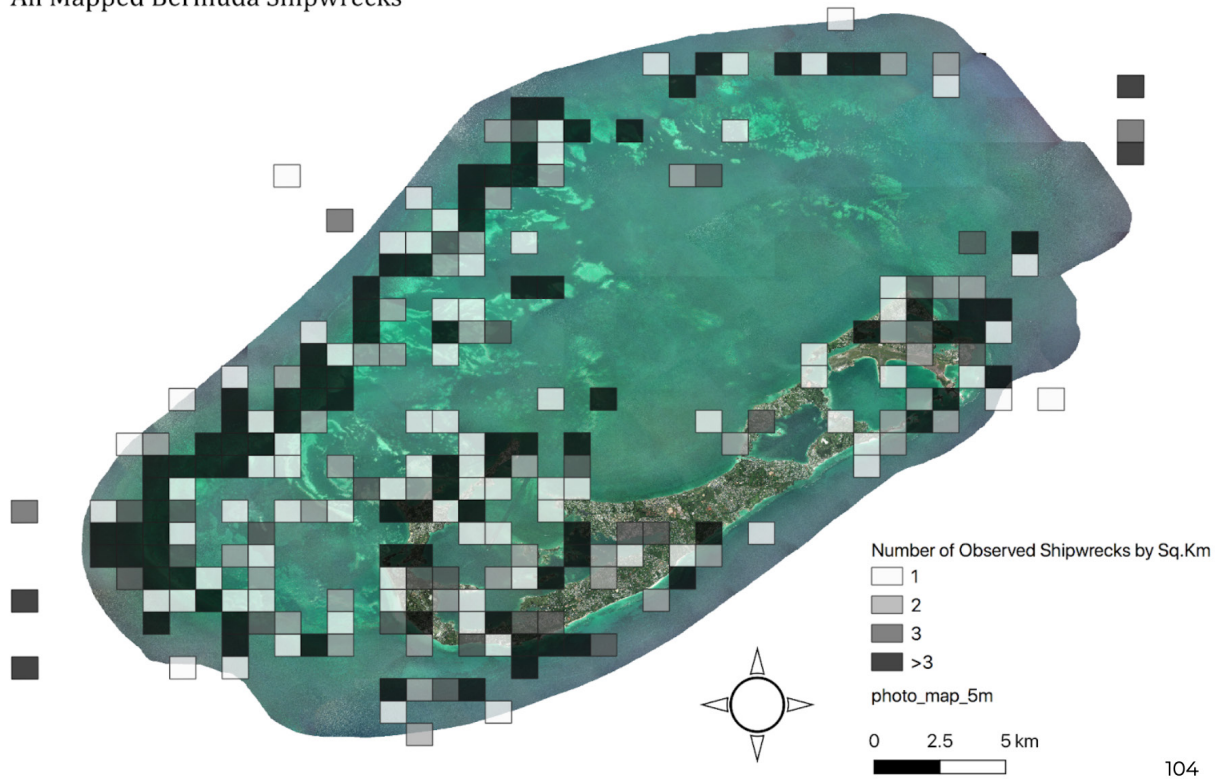 All Mapped Bermuda Shipwrecks
Number of Observed Shipwrecks by Sq.Km
1
2
3
>3
photo_map_5m
0 2.5 5 km
104